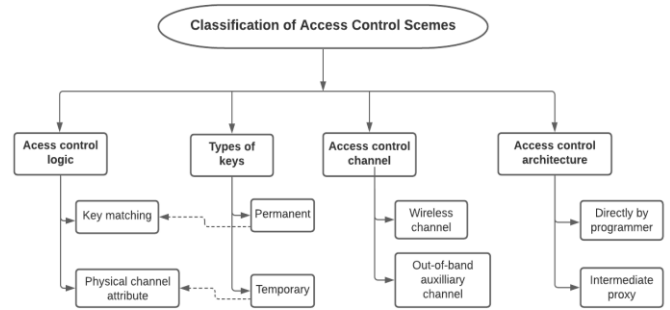 Classification of Access Control Schemes
Acess control
logic
Types of
keys
Access control
channel
Access control
architecture
Key matching
Permanent
Wireless
channel
Directly by
programmer
Physical channel
attribute
Temporary
Out-of-band
auxilliary
channel
Intermediate
proxy